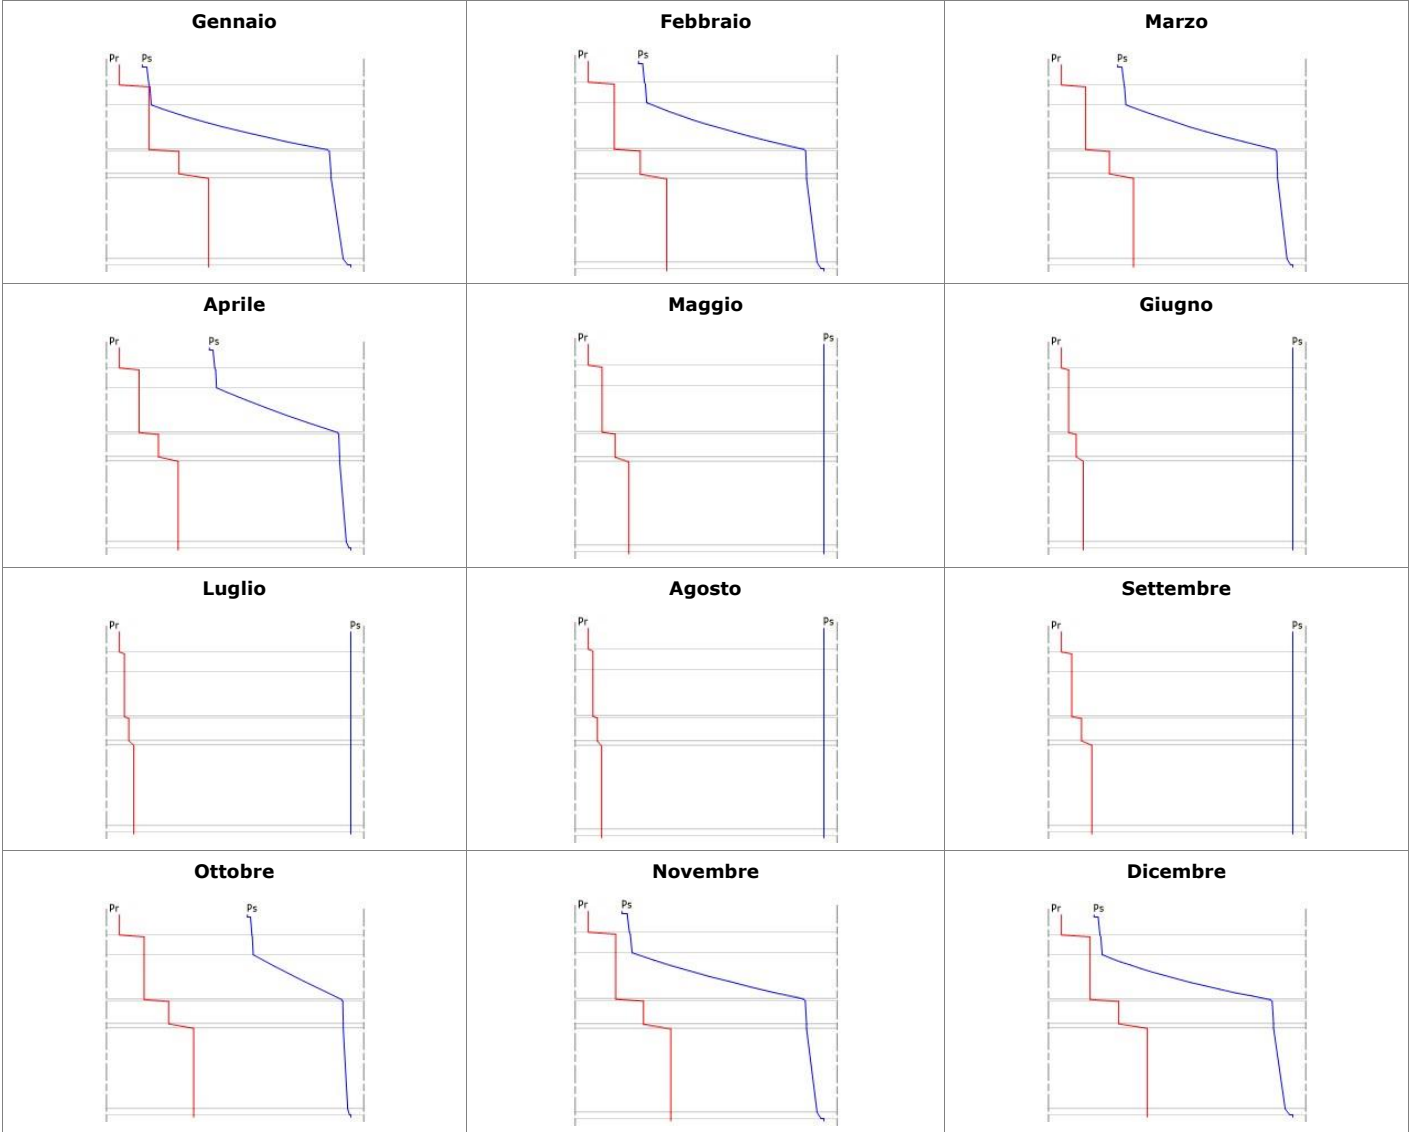 Gennaio
Febbraio
Marzo
Pr Ps
Pr Ps
Pr Ps
Aprile
Maggio
Giugno
Pr Ps
Pr Ps
Pr Ps
Luglio
Agosto
Settembre
Pr Ps
Pr Ps
Pr Ps
Ottobre
Novembre
Dicembre
Pr Ps
Pr Ps
Pr Ps